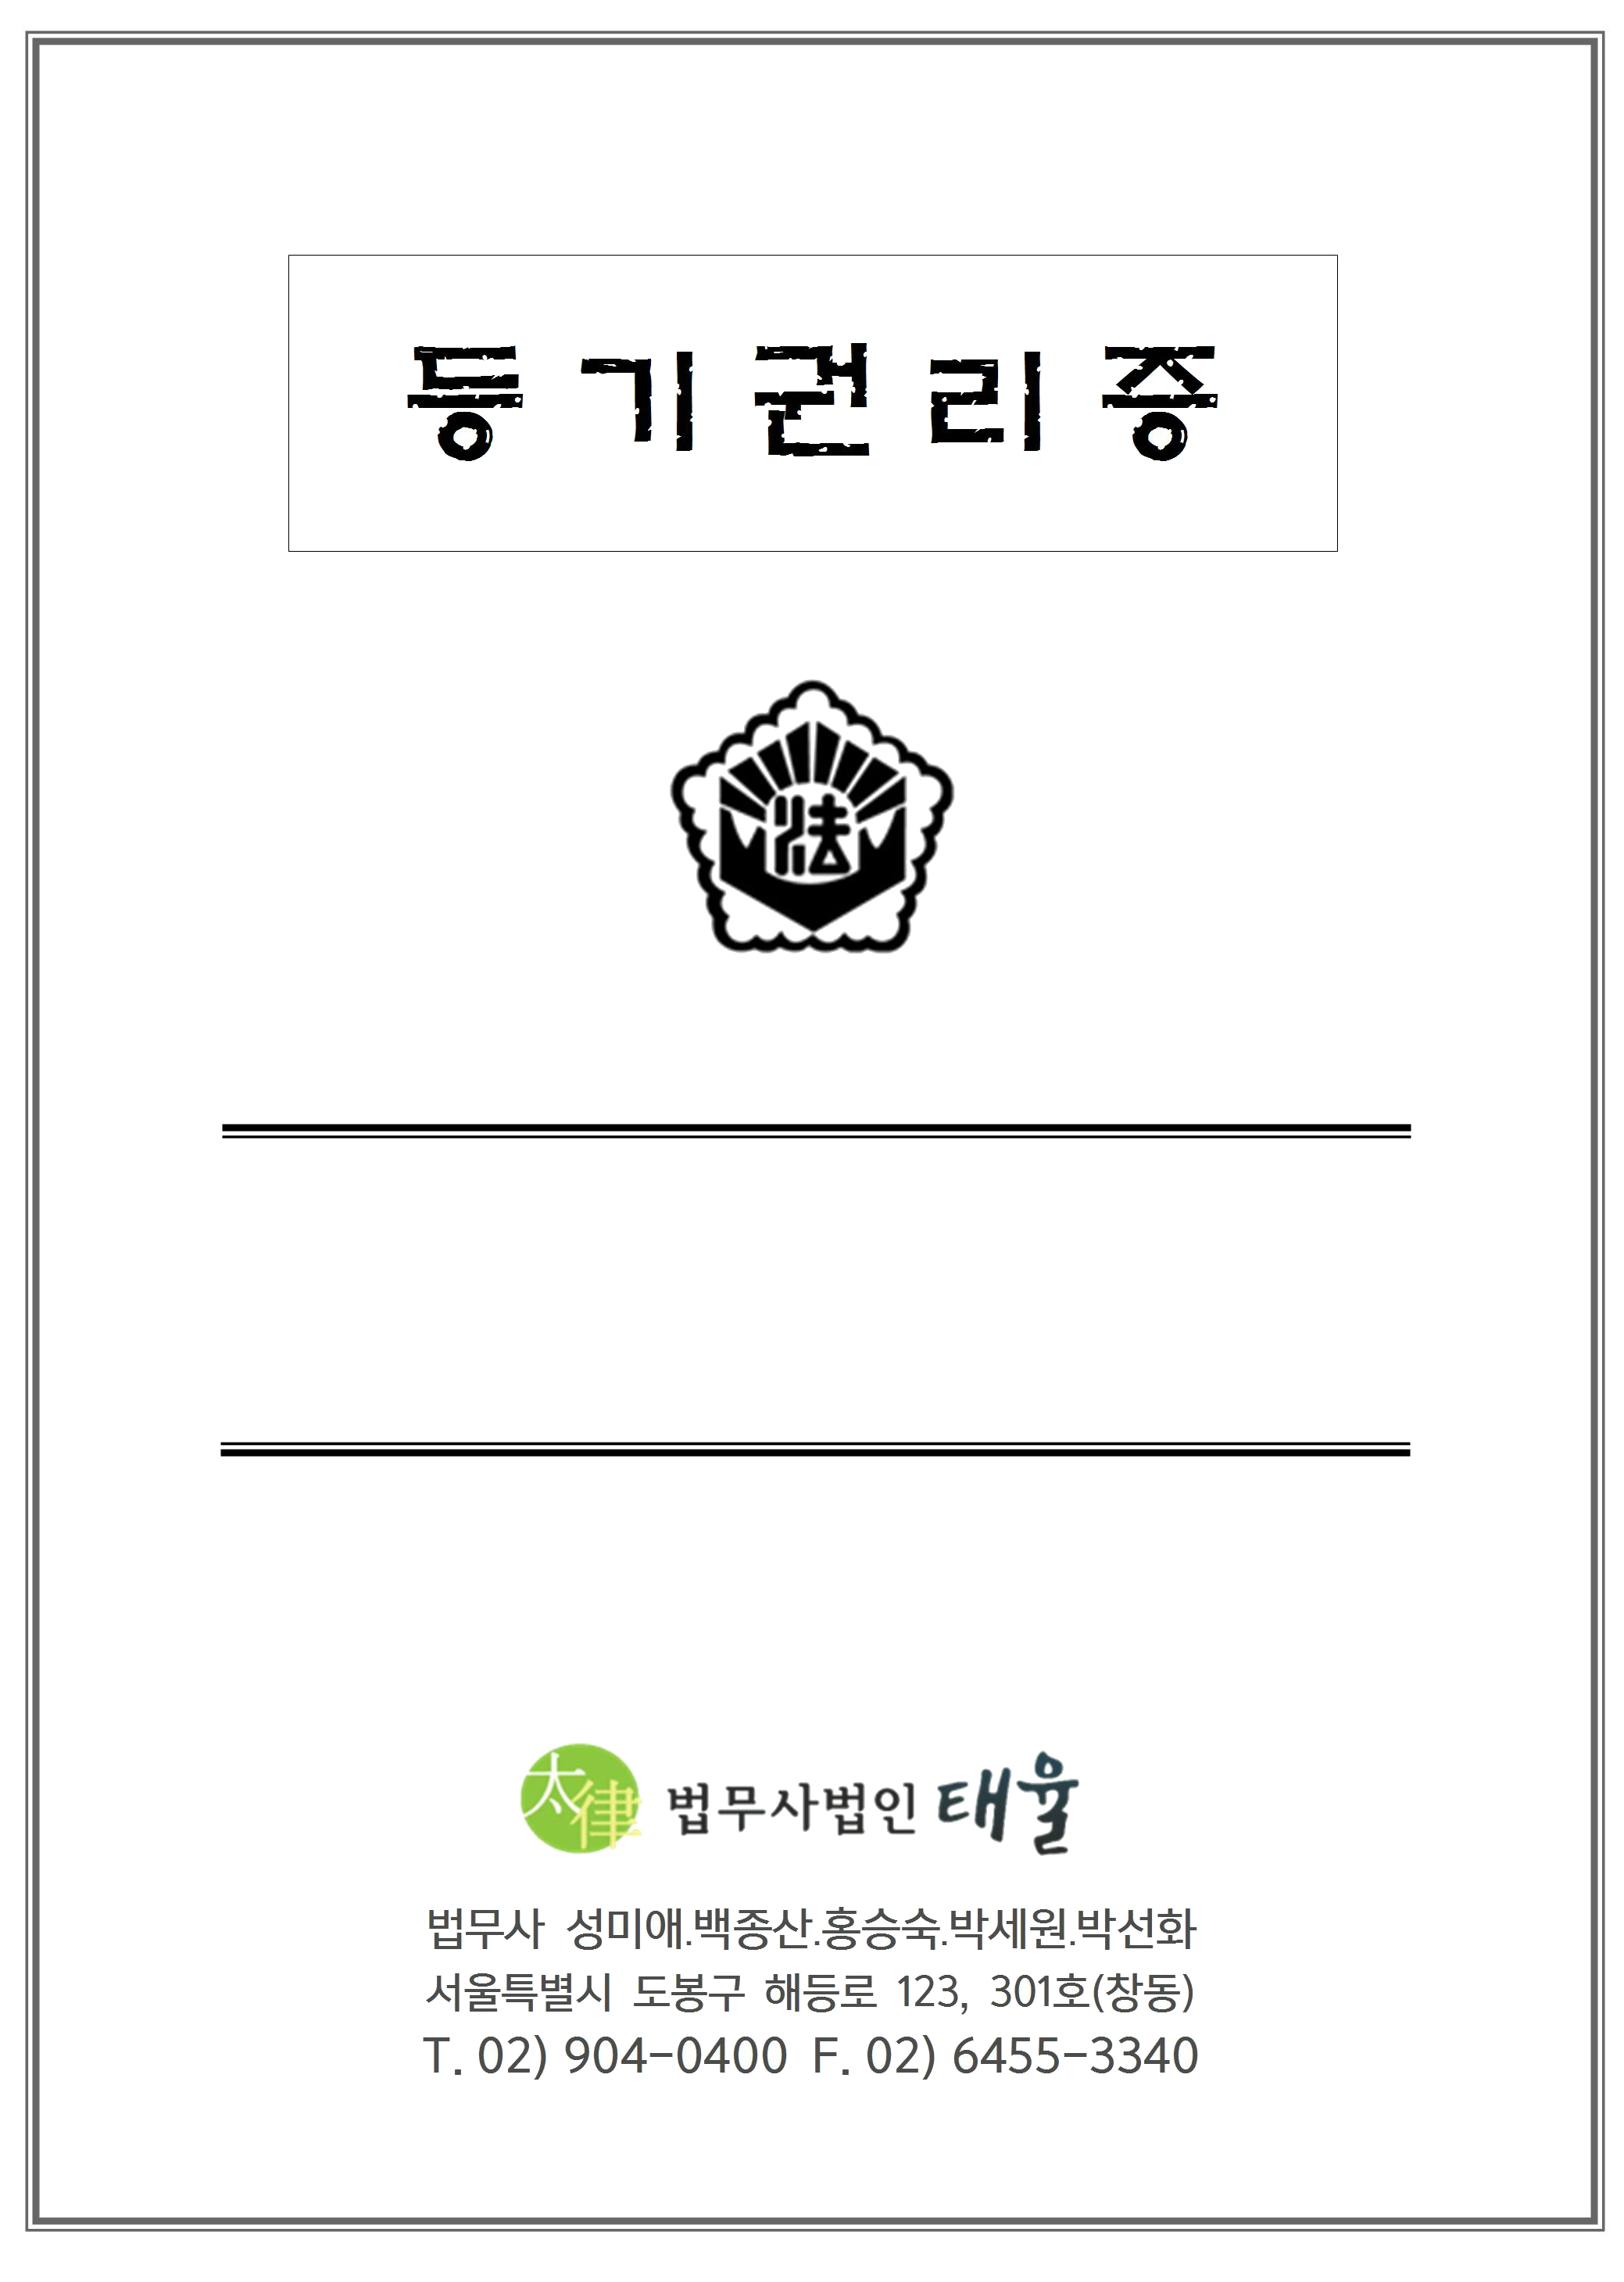 등기권리증
法
太律 법무사법인 태율
법무사 성미애.백종산.홍승숙.박세원.박선화
서울특별시 도봉구 해등로 123, 301호(창동)
T. 02) 904-0400 F. 02) 6455-3340